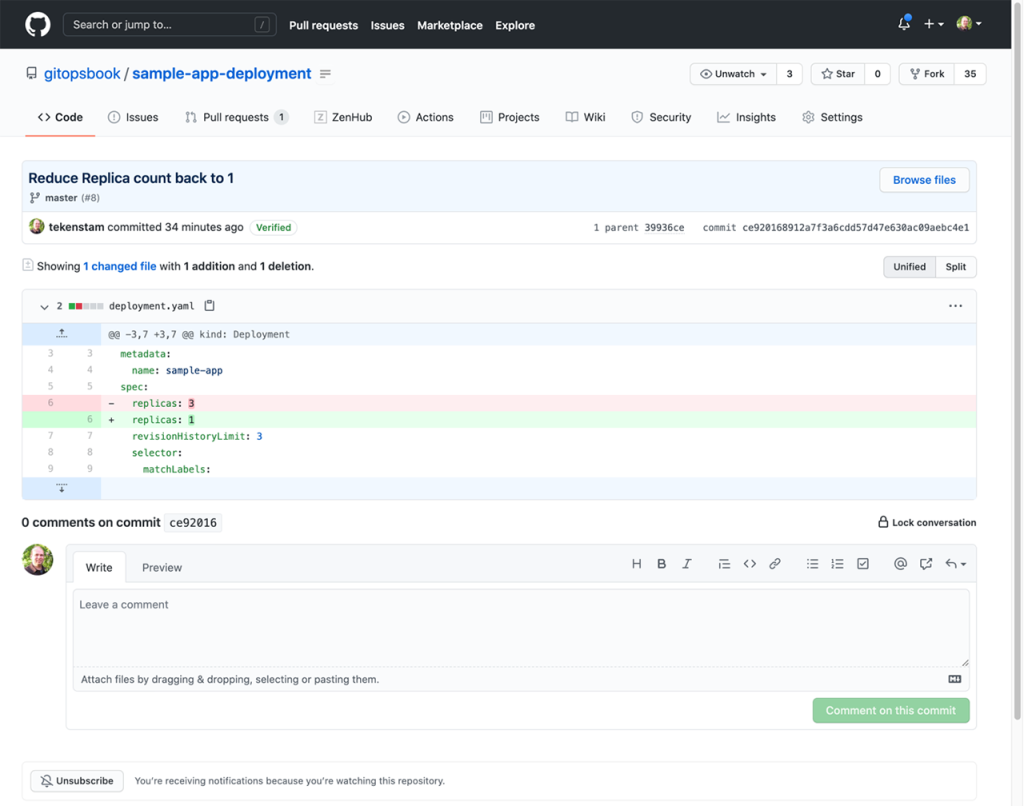 Search or jump to... / Pull requests Issues Marketplace Explore
gitopsbook / sample-app-deployment Unwatch 3 Star 0 Fork 35
Code Issues Pull requests 1 ZenHub Actions Projects Wiki Security Insights Settings
Reduce Replica count back to 1 Browse files
master (#8)
tekenstam committed 34 minutes ago Verified 1 parent 39936ce commit ce920168912a7f3a6cdd57d47e630ac09aebc4e1
Showing 1 changed file with 1 addition and 1 deletion. Unified Split
2 deployment.yaml ...
@@ -3,7 +3,7 @@ kind: Deployment
3 3 metadata:
4 4 name: sample-app
5 5 spec:
6 - replicas: 3
6 + replicas: 1
7 7 revisionHistoryLimit: 3
8 8 selector:
9 9 matchLabels:
0 comments on commit ce92016 Lock conversation
Write Preview H B I @
Leave a comment
Attach files by dragging & dropping, selecting or pasting them.
Comment on this commit
Unsubscribe You're receiving notifications because you're watching this repository.